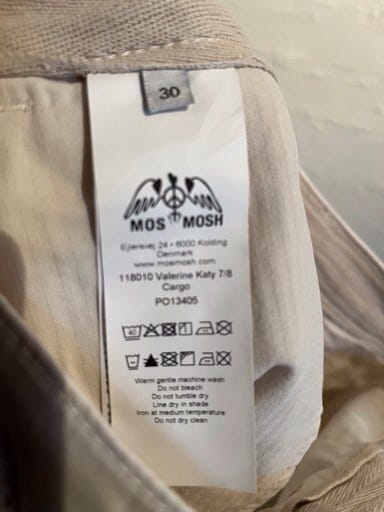 30
MOS MOSH
Ejlersvej 24 • 6000 Kolding
Denmark
www.mosmosh.com
118010 Valerine Katy 7/8
Cargo
PO13405
40
Warm gentle machine wash
Do not bleach
Do not tumble dry
Line dry in shade
Iron at medium temperature
Do not dry clean